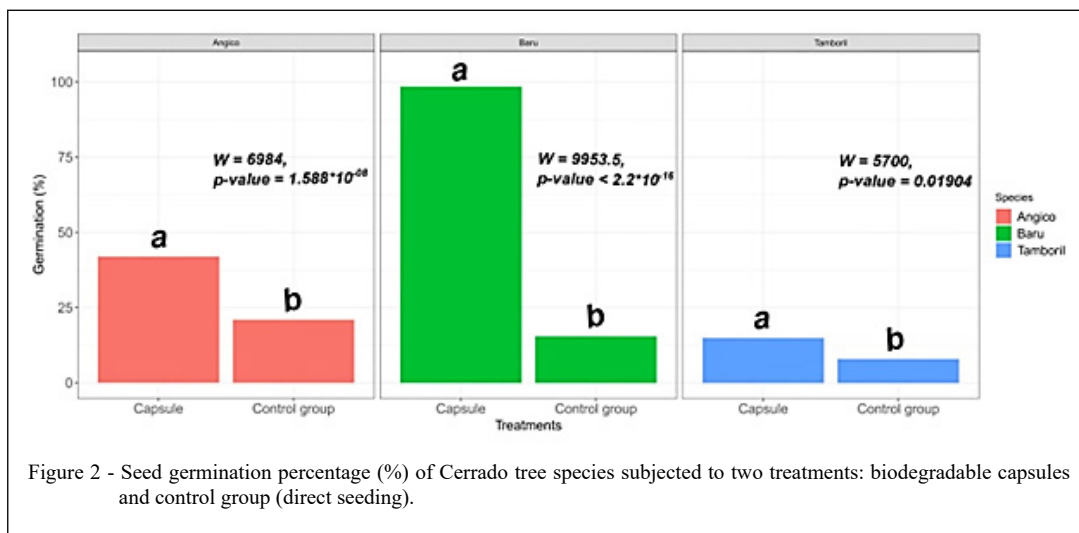 Angico
Baru
Tamboril
Germination (%)
100
75
50
25
0
a
b
W = 6984,
p-value = 1.588*10⁻⁰⁸
a
b
W = 9953.5,
p-value < 2.2*10⁻¹⁶
a
b
W = 5700,
p-value = 0.01904
Capsule
Control group
Capsule
Control group
Capsule
Control group
Treatments
Species
Angico
Baru
Tamboril
Figure 2 - Seed germination percentage (%) of Cerrado tree species subjected to two treatments: biodegradable capsules
and control group (direct seeding).